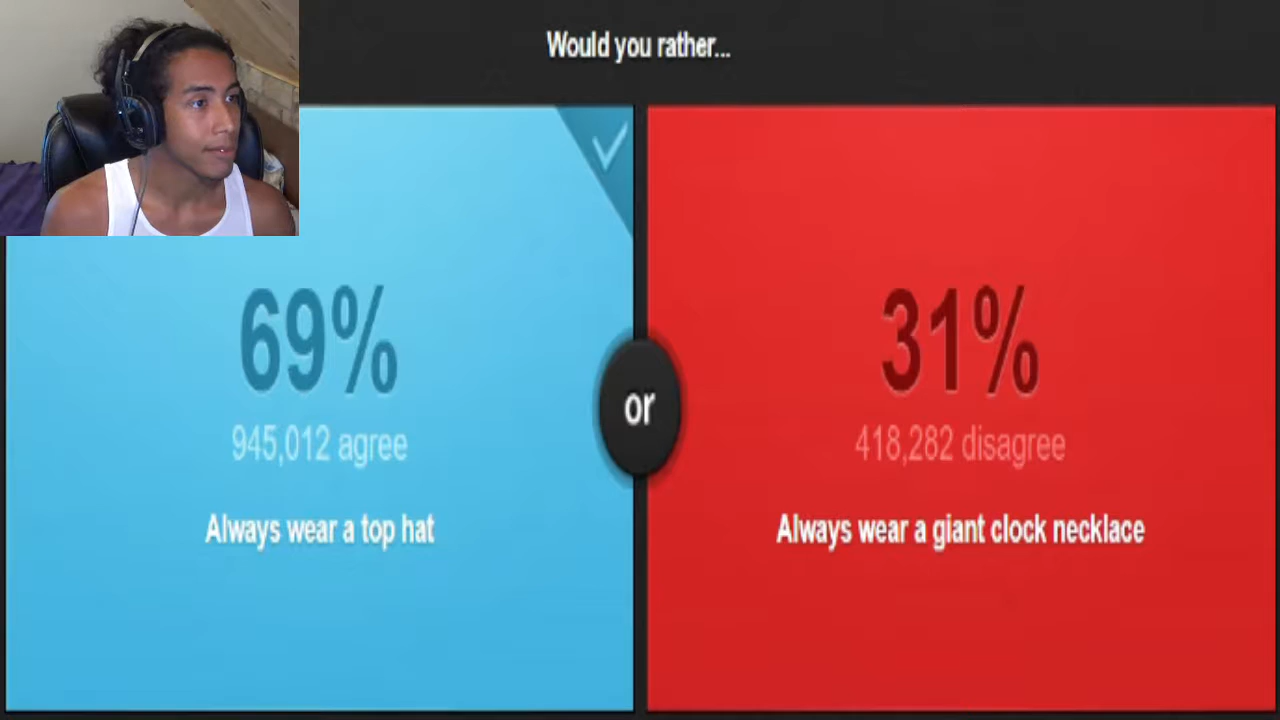 Would you rather...
69%
945,012 agree
Always wear a top hat
or
31%
418,282 disagree
Always wear a giant clock necklace